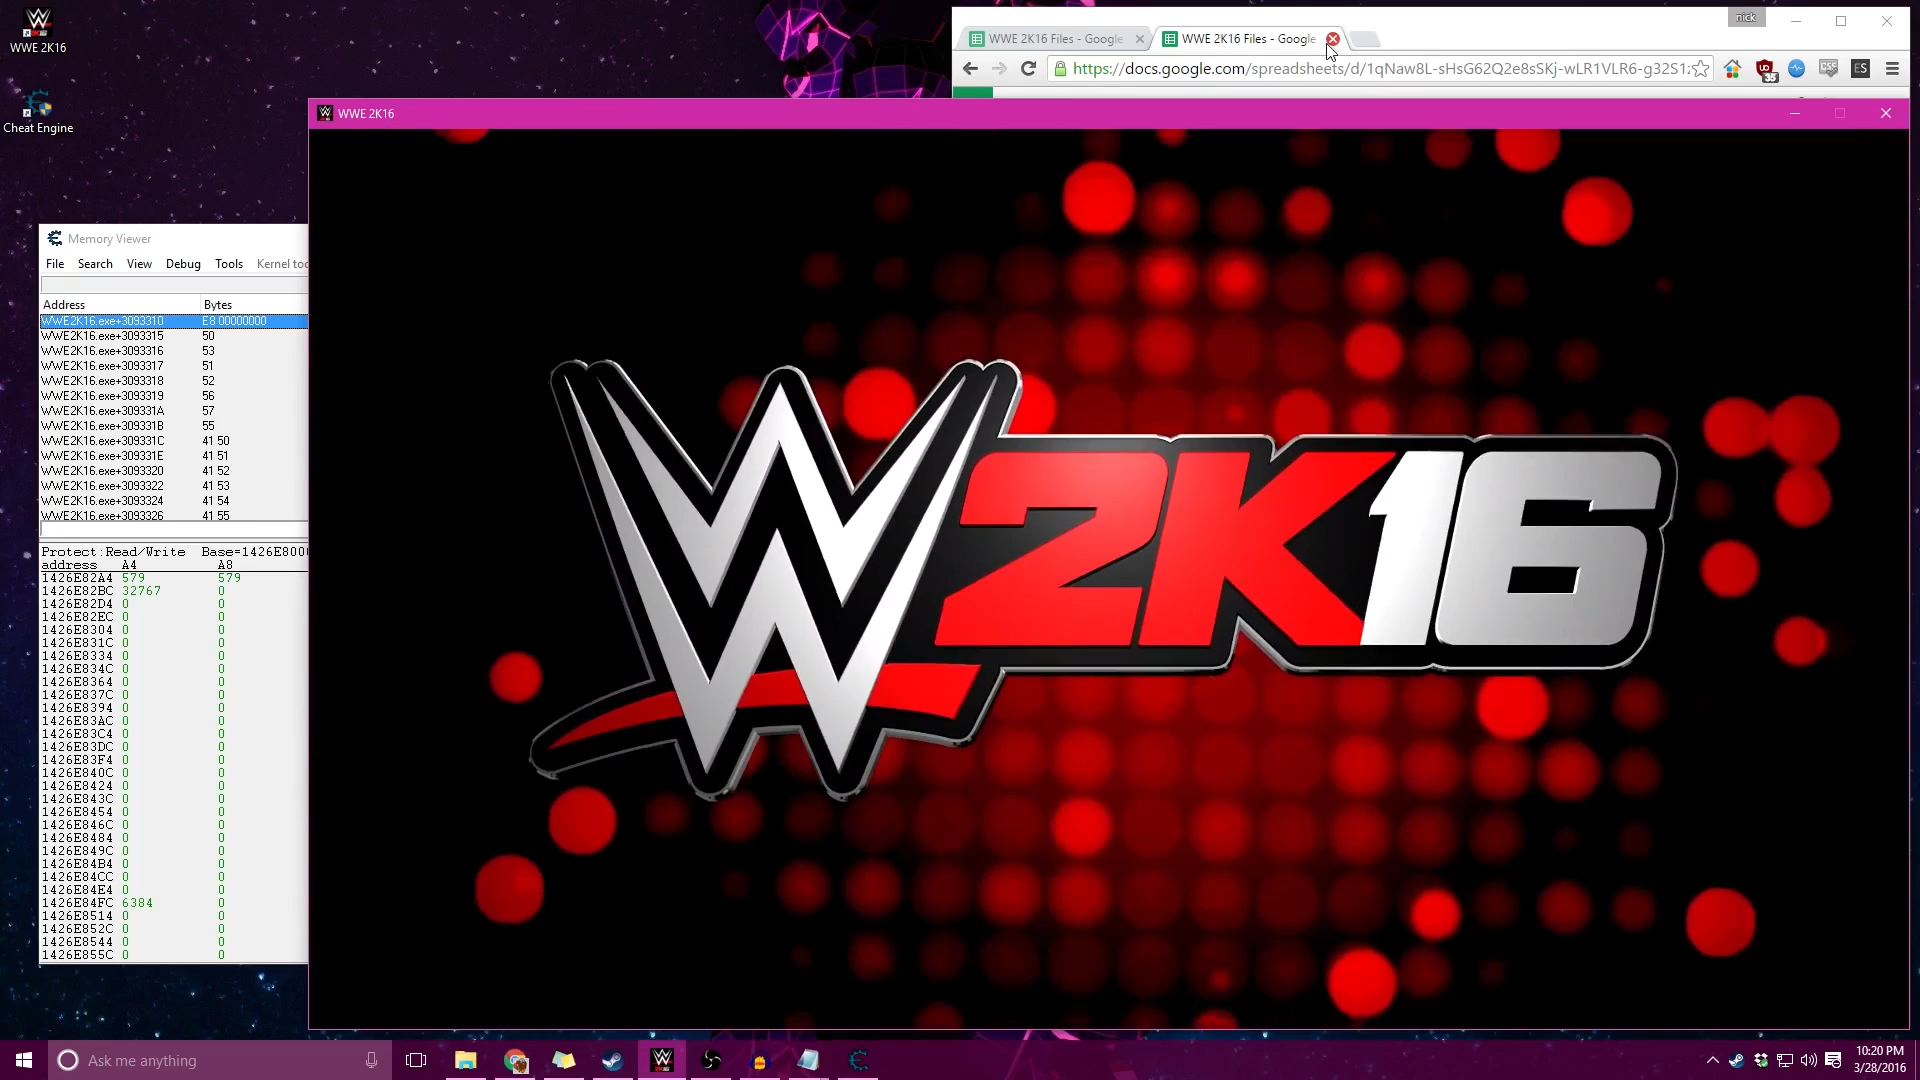 WWE 2K16
Cheat Engine
nick
WWE 2K16 Files - Google
WWE 2K16 Files - Google
https://docs.google.com/spreadsheets/d/1qNaw8L-sHsG62Q2e8sSKj-wLR1VLR6-g32S1
35
CSS
ES
WWE 2K16
Memory Viewer
File Search View Debug Tools Kernel too
Address Bytes
WWE2K16.exe+3093310 E8 00000000
WWE2K16.exe+3093315 50
WWE2K16.exe+3093316 53
WWE2K16.exe+3093317 51
WWE2K16.exe+3093318 52
WWE2K16.exe+3093319 56
WWE2K16.exe+309331A 57
WWE2K16.exe+309331B 55
WWE2K16.exe+309331C 41 50
WWE2K16.exe+309331E 41 51
WWE2K16.exe+3093320 41 52
WWE2K16.exe+3093322 41 53
WWE2K16.exe+3093324 41 54
WWE2K16.exe+3093326 41 55
Protect:Read/Write Base=1426E800
address A4 A8
1426E82A4 579 579
1426E82BC 32767 0
1426E82D4 0 0
1426E82EC 0 0
1426E8304 0 0
1426E831C 0 0
1426E8334 0 0
1426E834C 0 0
1426E8364 0 0
1426E837C 0 0
1426E8394 0 0
1426E83AC 0 0
1426E83C4 0 0
1426E83DC 0 0
1426E83F4 0 0
1426E840C 0 0
1426E8424 0 0
1426E843C 0 0
1426E8454 0 0
1426E846C 0 0
1426E8484 0 0
1426E849C 0 0
1426E84B4 0 0
1426E84CC 0 0
1426E84E4 0 0
1426E84FC 6384 0
1426E8514 0 0
1426E852C 0 0
1426E8544 0 0
1426E855C 0 0
W 2K16
Ask me anything
10:20 PM
3/28/2016